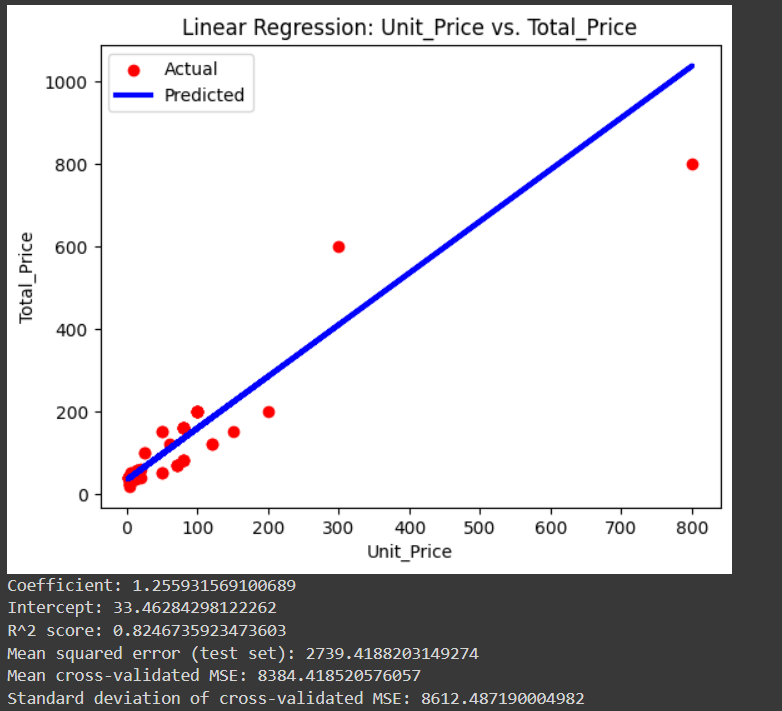 Linear Regression: Unit_Price vs. Total_Price
Actual
Predicted
1000
800
600
400
200
0
Total_Price
0 100 200 300 400 500 600 700 800
Unit_Price
Coefficient: 1.255931569100689
Intercept: 33.46284298122262
R^2 score: 0.8246735923473603
Mean squared error (test set): 2739.4188203149274
Mean cross-validated MSE: 8384.418520576057
Standard deviation of cross-validated MSE: 8612.487190004982